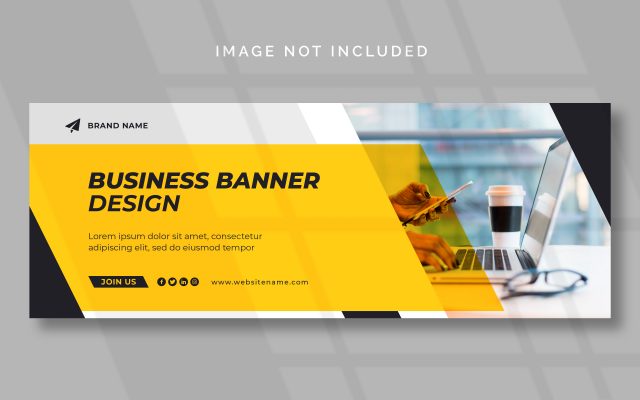 IMAGE NOT INCLUDED
BRAND NAME
BUSINESS BANNER
DESIGN
Lorem ipsum dolor sit amet, consectetur
adipiscing elit, sed do eiusmod tempor
JOIN US
www.websitename.com